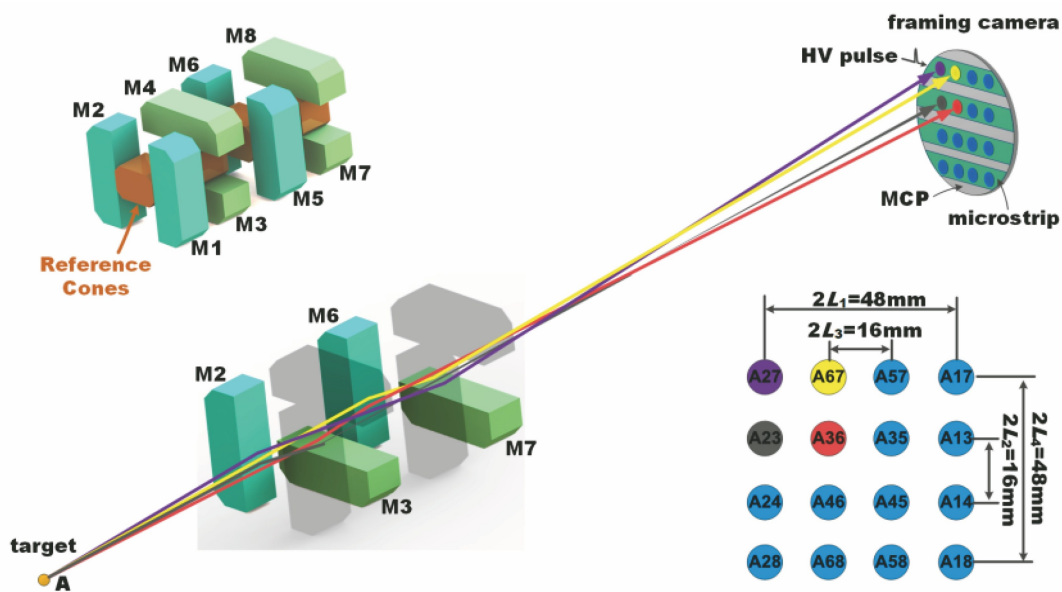 framing camera
HV pulse
MCP
microstrip
M8
M6
M4
M2
M7
M5
M3
M1
Reference
Cones
M6
M2
M7
M3
target
A
2L1=48mm
2L3=16mm
A27 A67 A57 A17
A23 A36 A35 A13
A24 A46 A45 A14
A28 A68 A58 A18
2L2=16mm
2L4=48mm